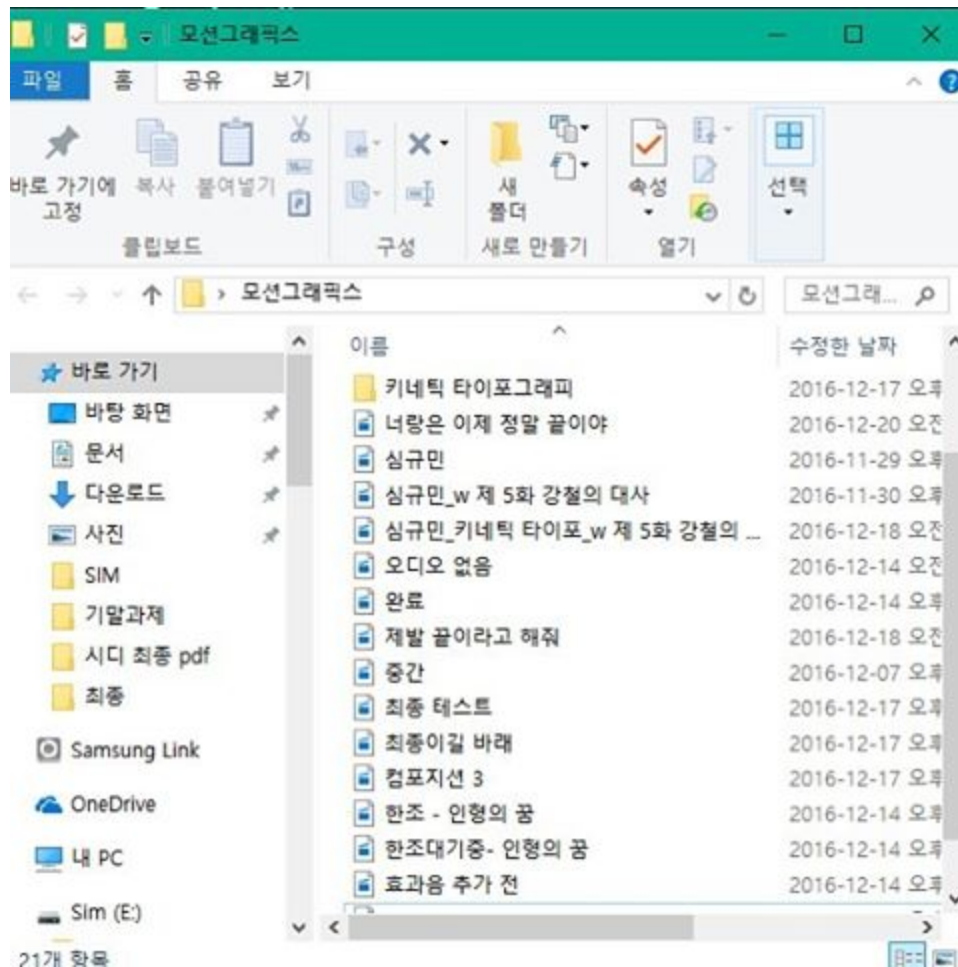 모션그래픽스
파일 홈 공유 보기
바로 가기에 고정 복사 붙여넣기 새 폴더 속성 선택
클립보드 구성 새로 만들기 열기
모션그래픽스 모션그래...
이름 수정한 날짜
바로 가기
바탕 화면
문서
다운로드
사진
SIM
기말과제
시디 최종 pdf
최종
Samsung Link
OneDrive
내 PC
Sim (E:)
키네틱 타이포그래피 2016-12-17 오후
너랑은 이제 정말 끝이야 2016-12-20 오전
심규민 2016-11-29 오후
심규민_w 제 5화 강철의 대사 2016-11-30 오후
심규민_키네틱 타이포_w 제 5화 강철의 ... 2016-12-18 오전
오디오 없음 2016-12-14 오전
완료 2016-12-14 오후
제발 끝이라고 해줘 2016-12-18 오전
중간 2016-12-07 오후
최종 테스트 2016-12-17 오후
최종이길 바래 2016-12-17 오후
컴포지션 3 2016-12-17 오후
한조 - 인형의 꿈 2016-12-14 오후
한조대기중- 인형의 꿈 2016-12-14 오후
효과음 추가 전 2016-12-14 오후
21개 항목